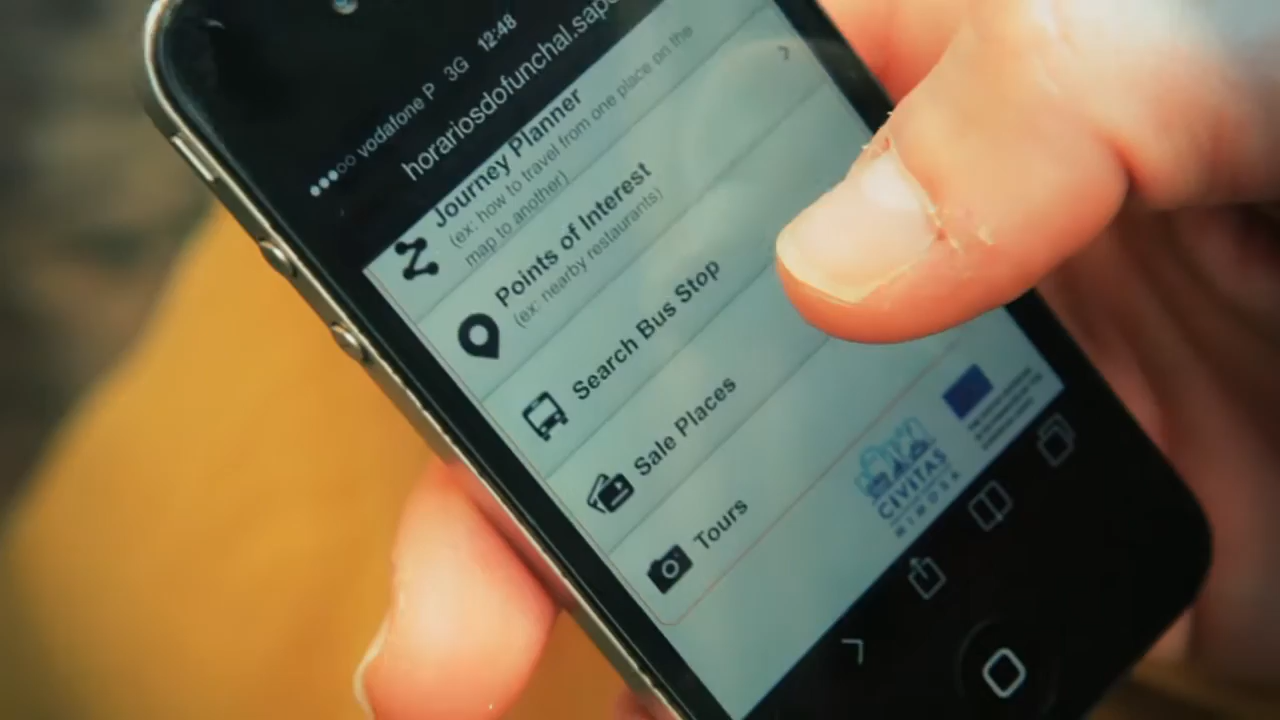 vodafone P 3G 12:48
horariosdofunchal.sapo
Journey Planner
(ex: how to travel from one place on the
map to another)
Points of Interest
(ex: nearby restaurants)
Search Bus Stop
Sale Places
Tours
CIVITAS
MIMOSA